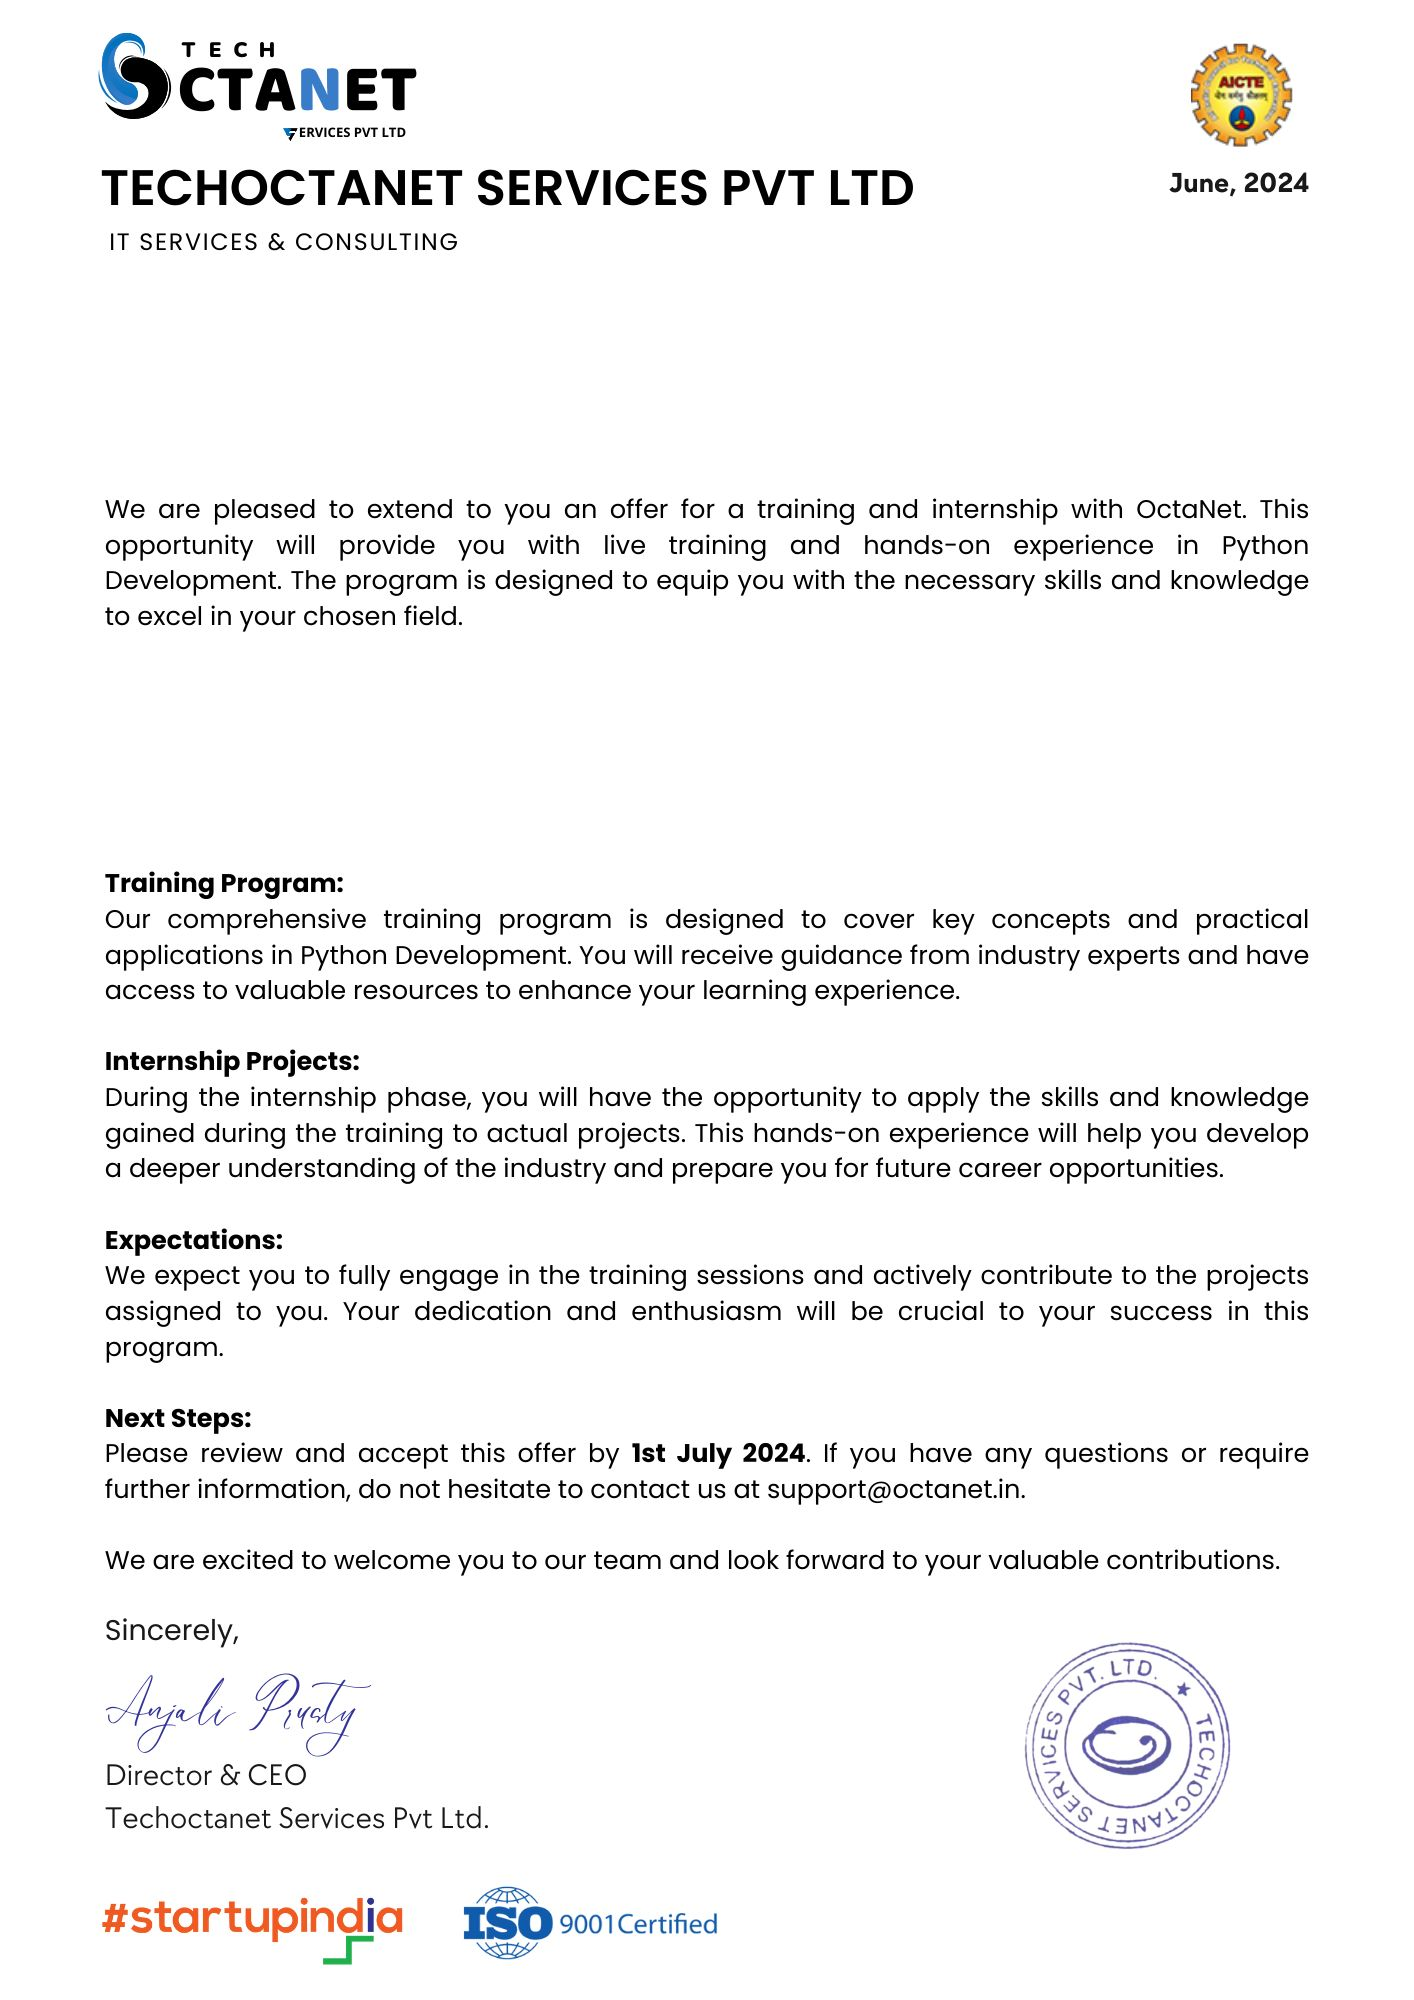 TECH
OCTANET
SERVICES PVT LTD
AICTE
TECHOCTANET SERVICES PVT LTD
June, 2024
IT SERVICES & CONSULTING
We are pleased to extend to you an offer for a training and internship with OctaNet. This
opportunity will provide you with live training and hands-on experience in Python
Development. The program is designed to equip you with the necessary skills and knowledge
to excel in your chosen field.
Training Program:
Our comprehensive training program is designed to cover key concepts and practical
applications in Python Development. You will receive guidance from industry experts and have
access to valuable resources to enhance your learning experience.
Internship Projects:
During the internship phase, you will have the opportunity to apply the skills and knowledge
gained during the training to actual projects. This hands-on experience will help you develop
a deeper understanding of the industry and prepare you for future career opportunities.
Expectations:
We expect you to fully engage in the training sessions and actively contribute to the projects
assigned to you. Your dedication and enthusiasm will be crucial to your success in this
program.
Next Steps:
Please review and accept this offer by 1st July 2024. If you have any questions or require
further information, do not hesitate to contact us at support@octanet.in.
We are excited to welcome you to our team and look forward to your valuable contributions.
Sincerely,
Anjali Prusty
Director & CEO
Techoctanet Services Pvt Ltd.
TECHOCTANET SERVICES PVT. LTD.
#startupindia
ISO 9001 Certified